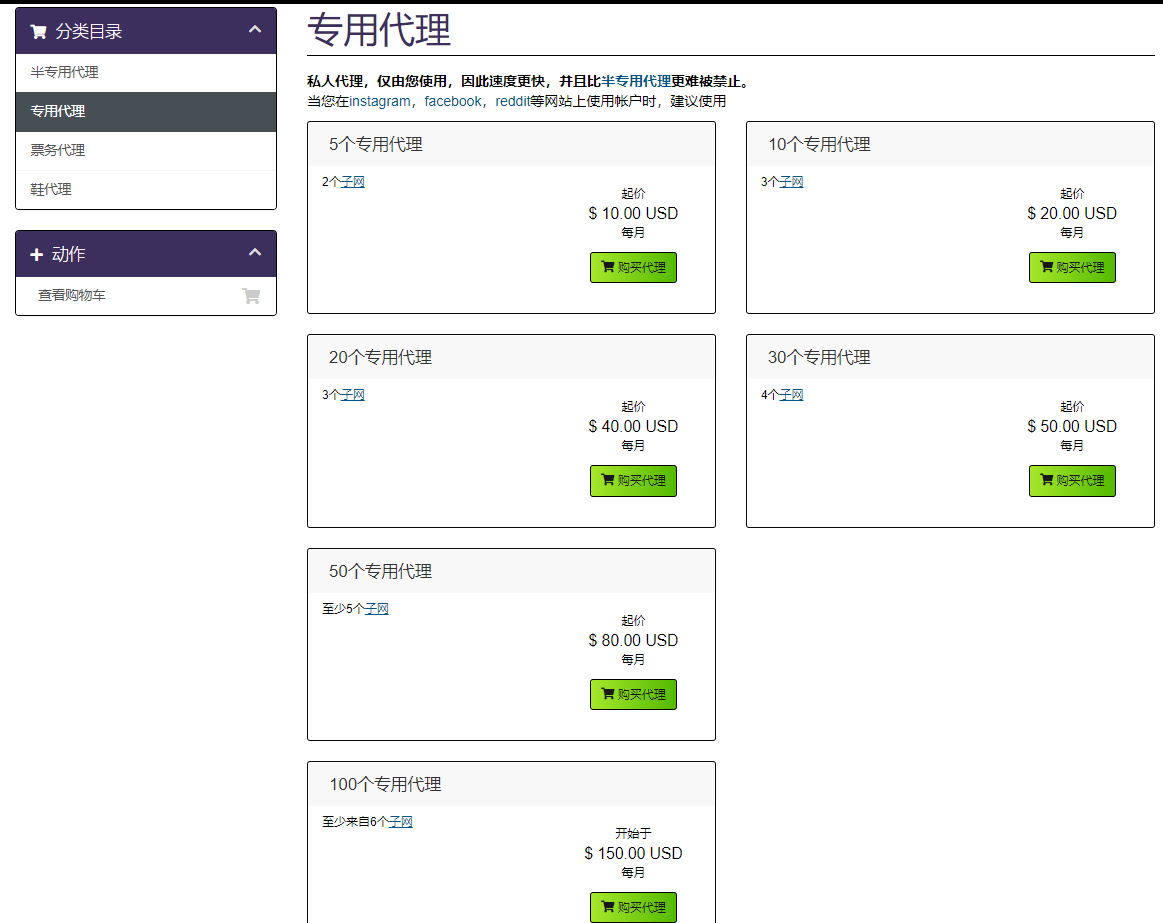 分类目录
半专用代理
专用代理
票务代理
鞋代理
动作
查看购物车
专用代理
私人代理，仅由您使用，因此速度更快，并且比半专用代理更难被禁止。
当您在instagram，facebook，reddit等网站上使用帐户时，建议使用
5个专用代理
2个子网
起价
$ 10.00 USD
每月
购买代理
10个专用代理
3个子网
起价
$ 20.00 USD
每月
购买代理
20个专用代理
3个子网
起价
$ 40.00 USD
每月
购买代理
30个专用代理
4个子网
起价
$ 50.00 USD
每月
购买代理
50个专用代理
至少5个子网
起价
$ 80.00 USD
每月
购买代理
100个专用代理
至少来自6个子网
开始于
$ 150.00 USD
每月
购买代理